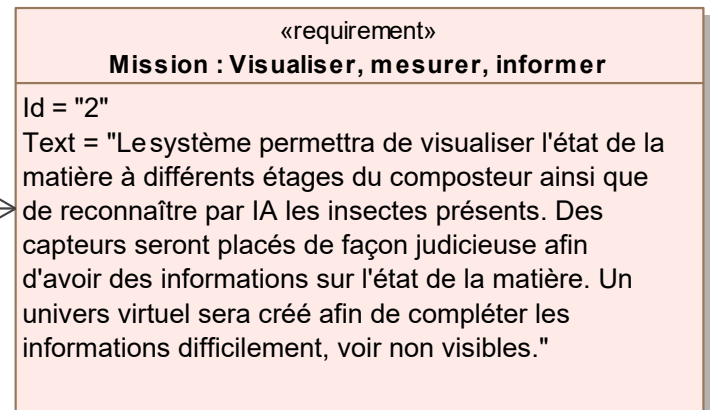 «requirement»
Mission : Visualiser, mesurer, informer
Id = "2"
Text = "Le système permettra de visualiser l'état de la
matière à différents étages du composteur ainsi que
de reconnaître par IA les insectes présents. Des
capteurs seront placés de façon judicieuse afin
d'avoir des informations sur l'état de la matière. Un
univers virtuel sera créé afin de compléter les
informations difficilement, voir non visibles."